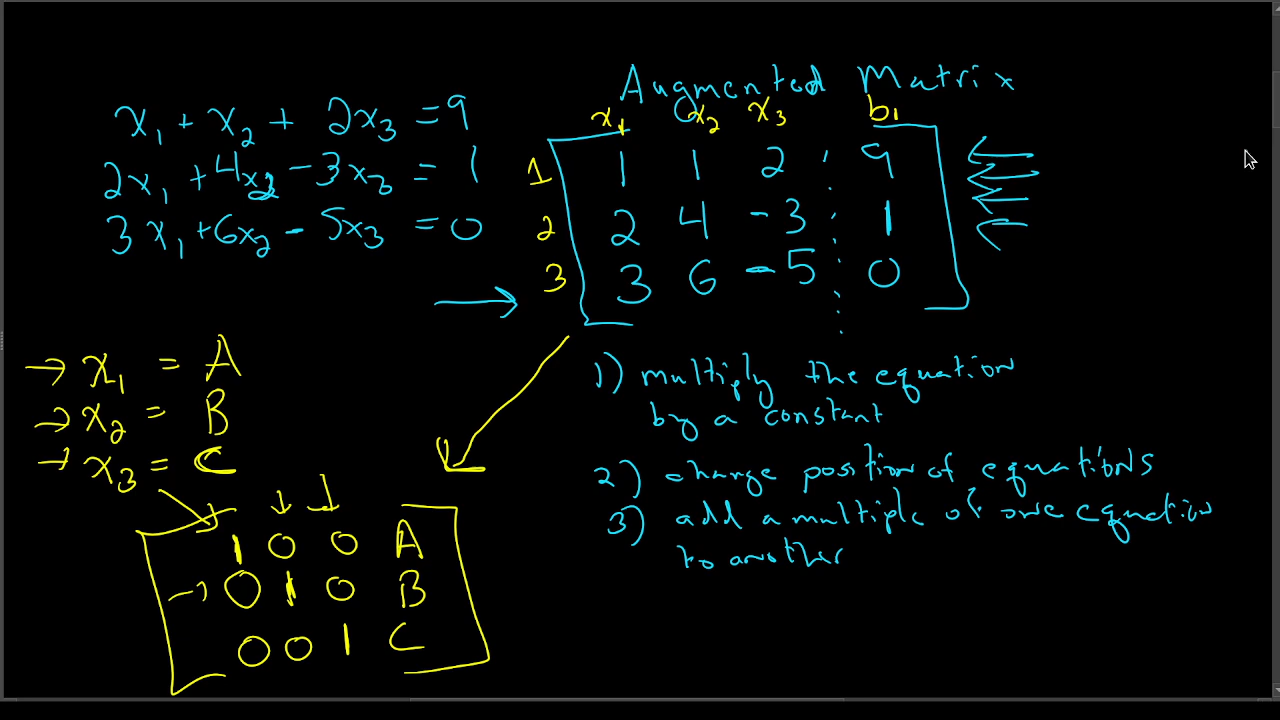 Augmented Matrix
x₁ + x₂ + 2x₃ = 9
2x₁ + 4x₂ - 3x₃ = 1
3x₁ + 6x₂ - 5x₃ = 0
x₁ x₂ x₃ b₁
1 1 1 2 9
2 2 4 -3 1
3 3 6 -5 0
→
→ x₁ = A
→ x₂ = B
→ x₃ = C
1 0 0 A
→ 0 1 0 B
0 0 1 C
1) multiply the equation
by a constant
2) change position of equations
3) add a multiple of one equation
to another